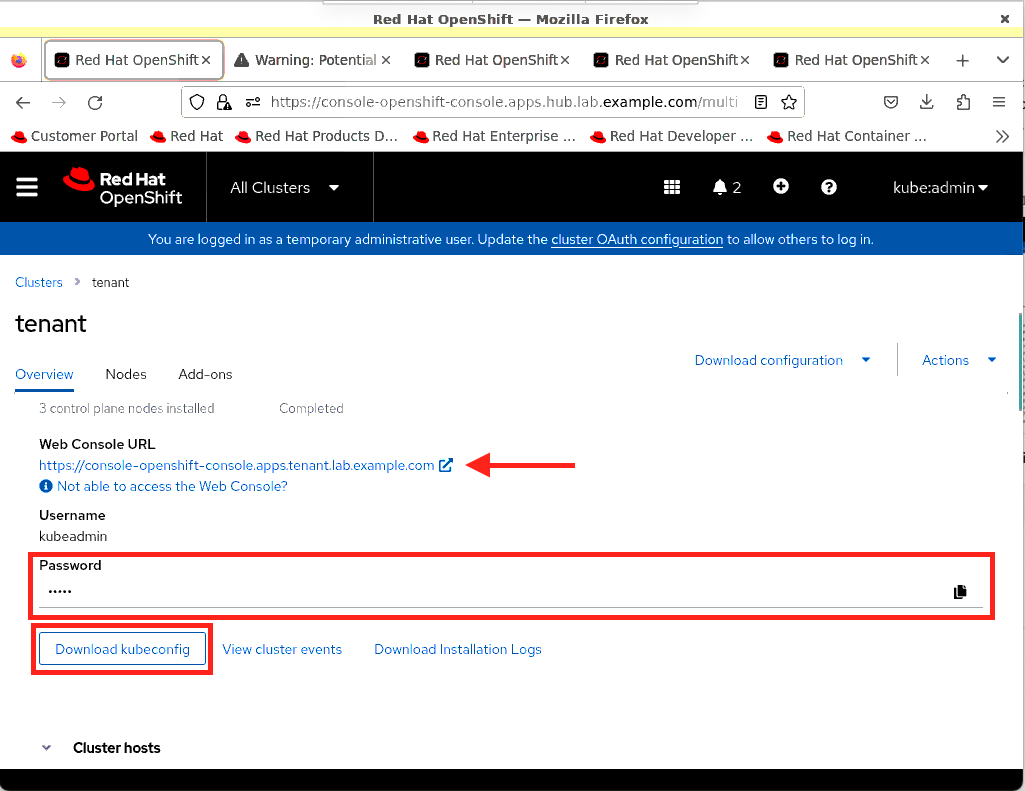 Red Hat OpenShift — Mozilla Firefox
Red Hat OpenShift Warning: Potential Red Hat OpenShift Red Hat OpenShift Red Hat OpenShift
https://console-openshift-console.apps.hub.lab.example.com/multi
Customer Portal Red Hat Red Hat Products D... Red Hat Enterprise ... Red Hat Developer ... Red Hat Container ...
Red Hat
OpenShift
All Clusters
2
kube:admin
You are logged in as a temporary administrative user. Update the cluster OAuth configuration to allow others to log in.
Clusters > tenant
tenant
Download configuration Actions
Overview Nodes Add-ons
3 control plane nodes installed Completed
Web Console URL
https://console-openshift-console.apps.tenant.lab.example.com
Not able to access the Web Console?
Username
kubeadmin
Password
•••••
Download kubeconfig View cluster events Download Installation Logs
Cluster hosts